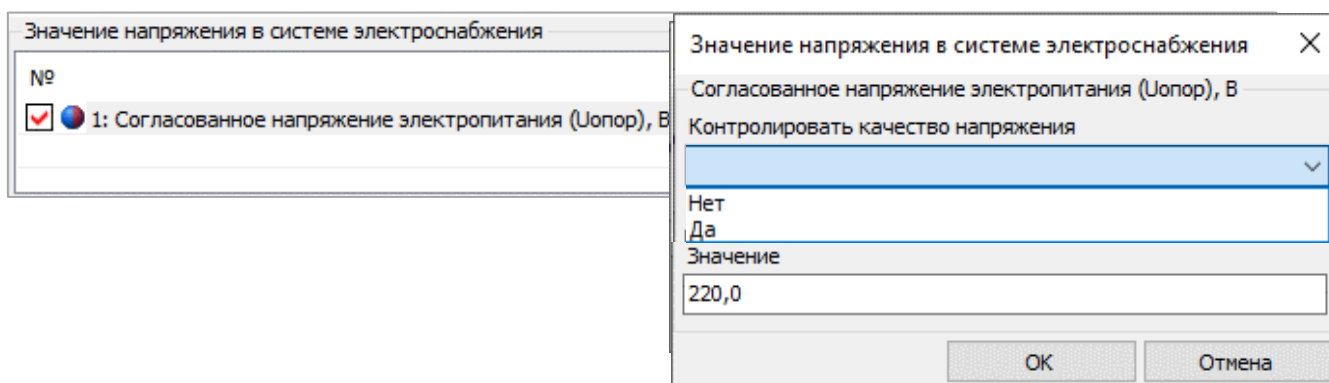 Значение напряжения в системе электроснабжения
№
1: Согласованное напряжение электропитания (Uопор), В
Значение напряжения в системе электроснабжения
Согласованное напряжение электропитания (Uопор), В
Контролировать качество напряжения
Нет
Да
Значение
220,0
OK
Отмена